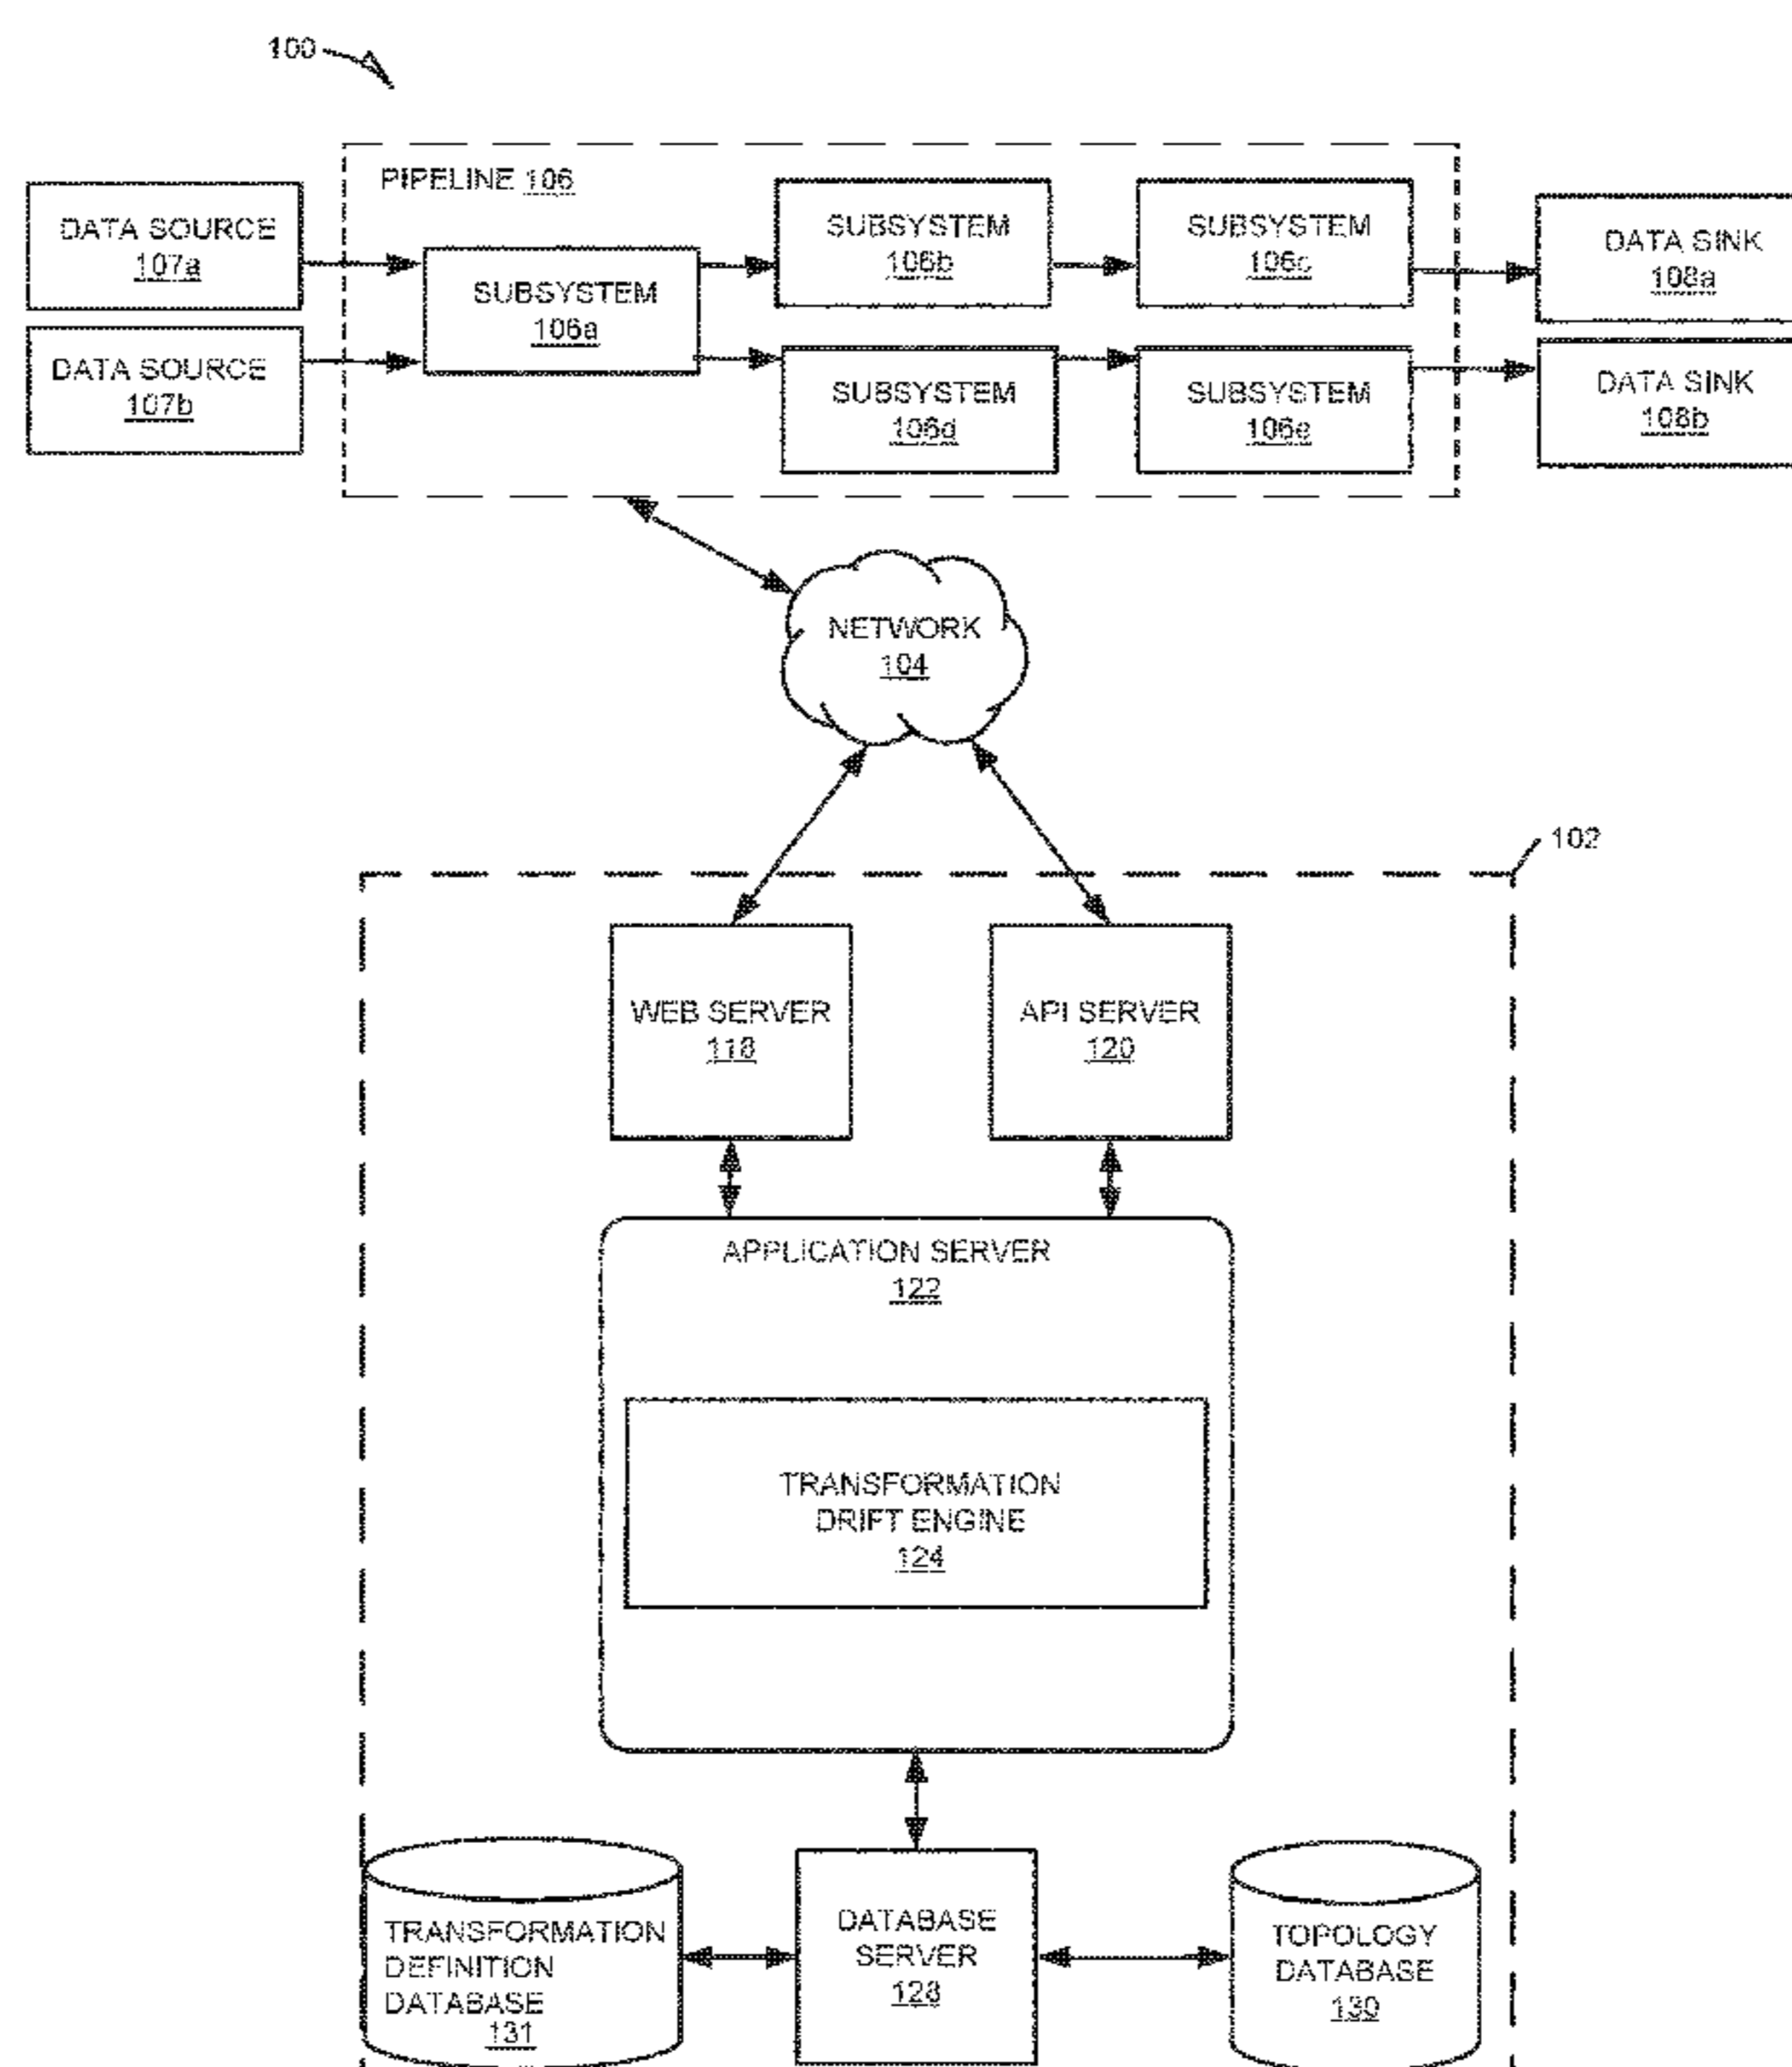 100
PIPELINE 106
DATA SOURCE
107a
DATA SOURCE
107b
SUBSYSTEM
106a
SUBSYSTEM
106b
SUBSYSTEM
106c
SUBSYSTEM
106d
SUBSYSTEM
106e
DATA SINK
108a
DATA SINK
108b
NETWORK
104
102
WEB SERVER
118
API SERVER
120
APPLICATION SERVER
122
TRANSFORMATION
DRIFT ENGINE
124
TRANSFORMATION
DEFINITION
DATABASE
131
DATABASE
SERVER
128
TOPOLOGY
DATABASE
130